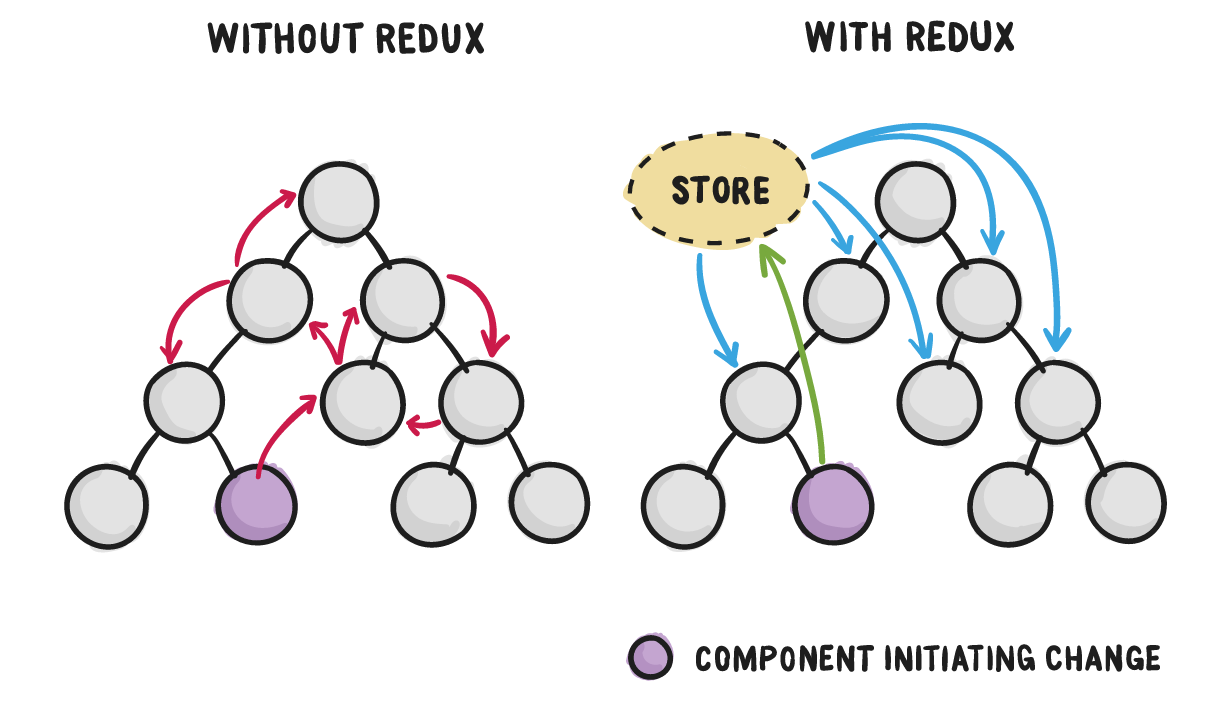 WITHOUT REDUX
WITH REDUX
STORE
COMPONENT INITIATING CHANGE